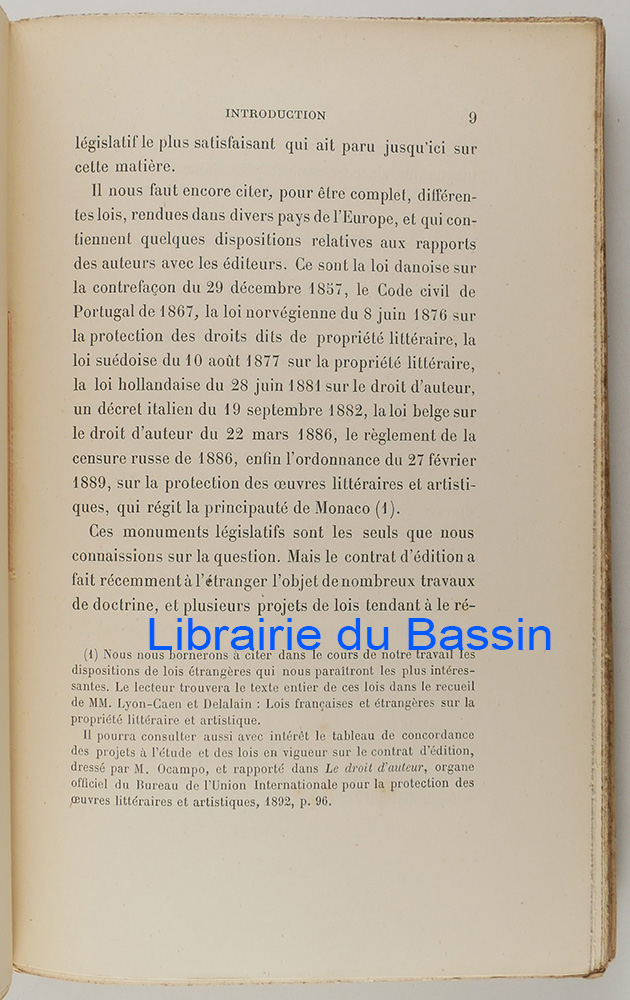 INTRODUCTION 9
législatif le plus satisfaisant qui ait paru jusqu'ici sur
cette matière.
Il nous faut encore citer, pour être complet, différen-
tes lois, rendues dans divers pays de l'Europe, et qui con-
tiennent quelques dispositions relatives aux rapports
des auteurs avec les éditeurs. Ce sont la loi danoise sur
la contrefaçon du 29 décembre 1857, le Code civil de
Portugal de 1867, la loi norvégienne du 8 juin 1876 sur
la protection des droits dits de propriété littéraire, la
loi suédoise du 10 août 1877 sur la propriété littéraire,
la loi hollandaise du 28 juin 1881 sur le droit d'auteur,
un décret italien du 19 septembre 1882, la loi belge sur
le droit d'auteur du 22 mars 1886, le règlement de la
censure russe de 1886, enfin l'ordonnance du 27 février
1889, sur la protection des œuvres littéraires et artisti-
ques, qui régit la principauté de Monaco (1).
Ces monuments législatifs sont les seuls que nous
connaissions sur la question. Mais le contrat d'édition a
fait récemment à l'étranger l'objet de nombreux travaux
de doctrine, et plusieurs projets de lois tendant à le ré-
Librairie du Bassin
(1) Nous nous bornerons à citer dans le cours de notre travail les
dispositions de lois étrangères qui nous paraîtront les plus intéres-
santes. Le lecteur trouvera le texte entier de ces lois dans le recueil
de MM. Lyon-Caen et Delalain : Lois françaises et étrangères sur la
propriété littéraire et artistique.
Il pourra consulter aussi avec intérêt le tableau de concordance
des projets à l'étude et des lois en vigueur sur le contrat d'édition,
dressé par M. Ocampo, et rapporté dans Le droit d'auteur, organe
officiel du Bureau de l'Union Internationale pour la protection des
œuvres littéraires et artistiques, 1892, p. 96.